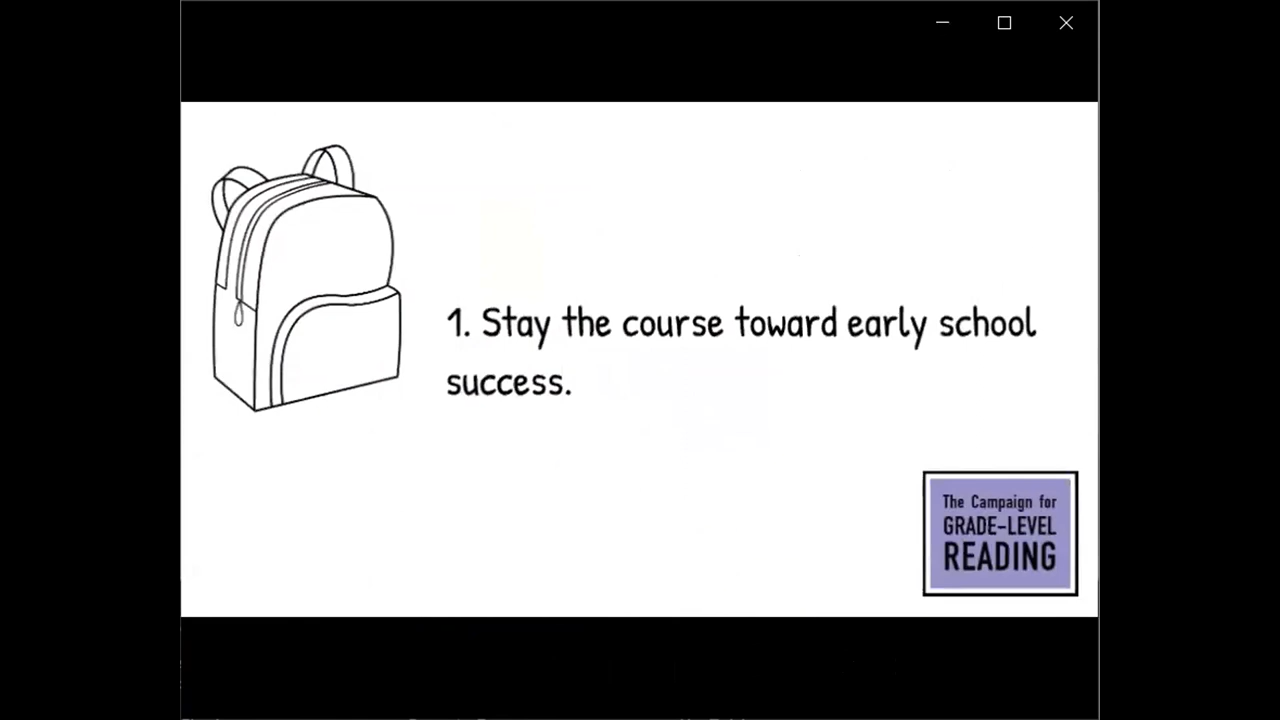 1. Stay the course toward early school
success.
The Campaign for
GRADE-LEVEL
READING